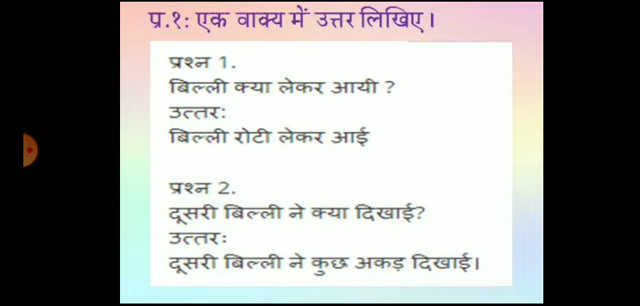 प्र.१: एक वाक्य में उत्तर लिखिए।
प्रश्न 1.
बिल्ली क्या लेकर आयी ?
उत्तर:
बिल्ली रोटी लेकर आई
प्रश्न 2.
दूसरी बिल्ली ने क्या दिखाई?
उत्तरः
दूसरी बिल्ली ने कुछ अकड़ दिखाई।